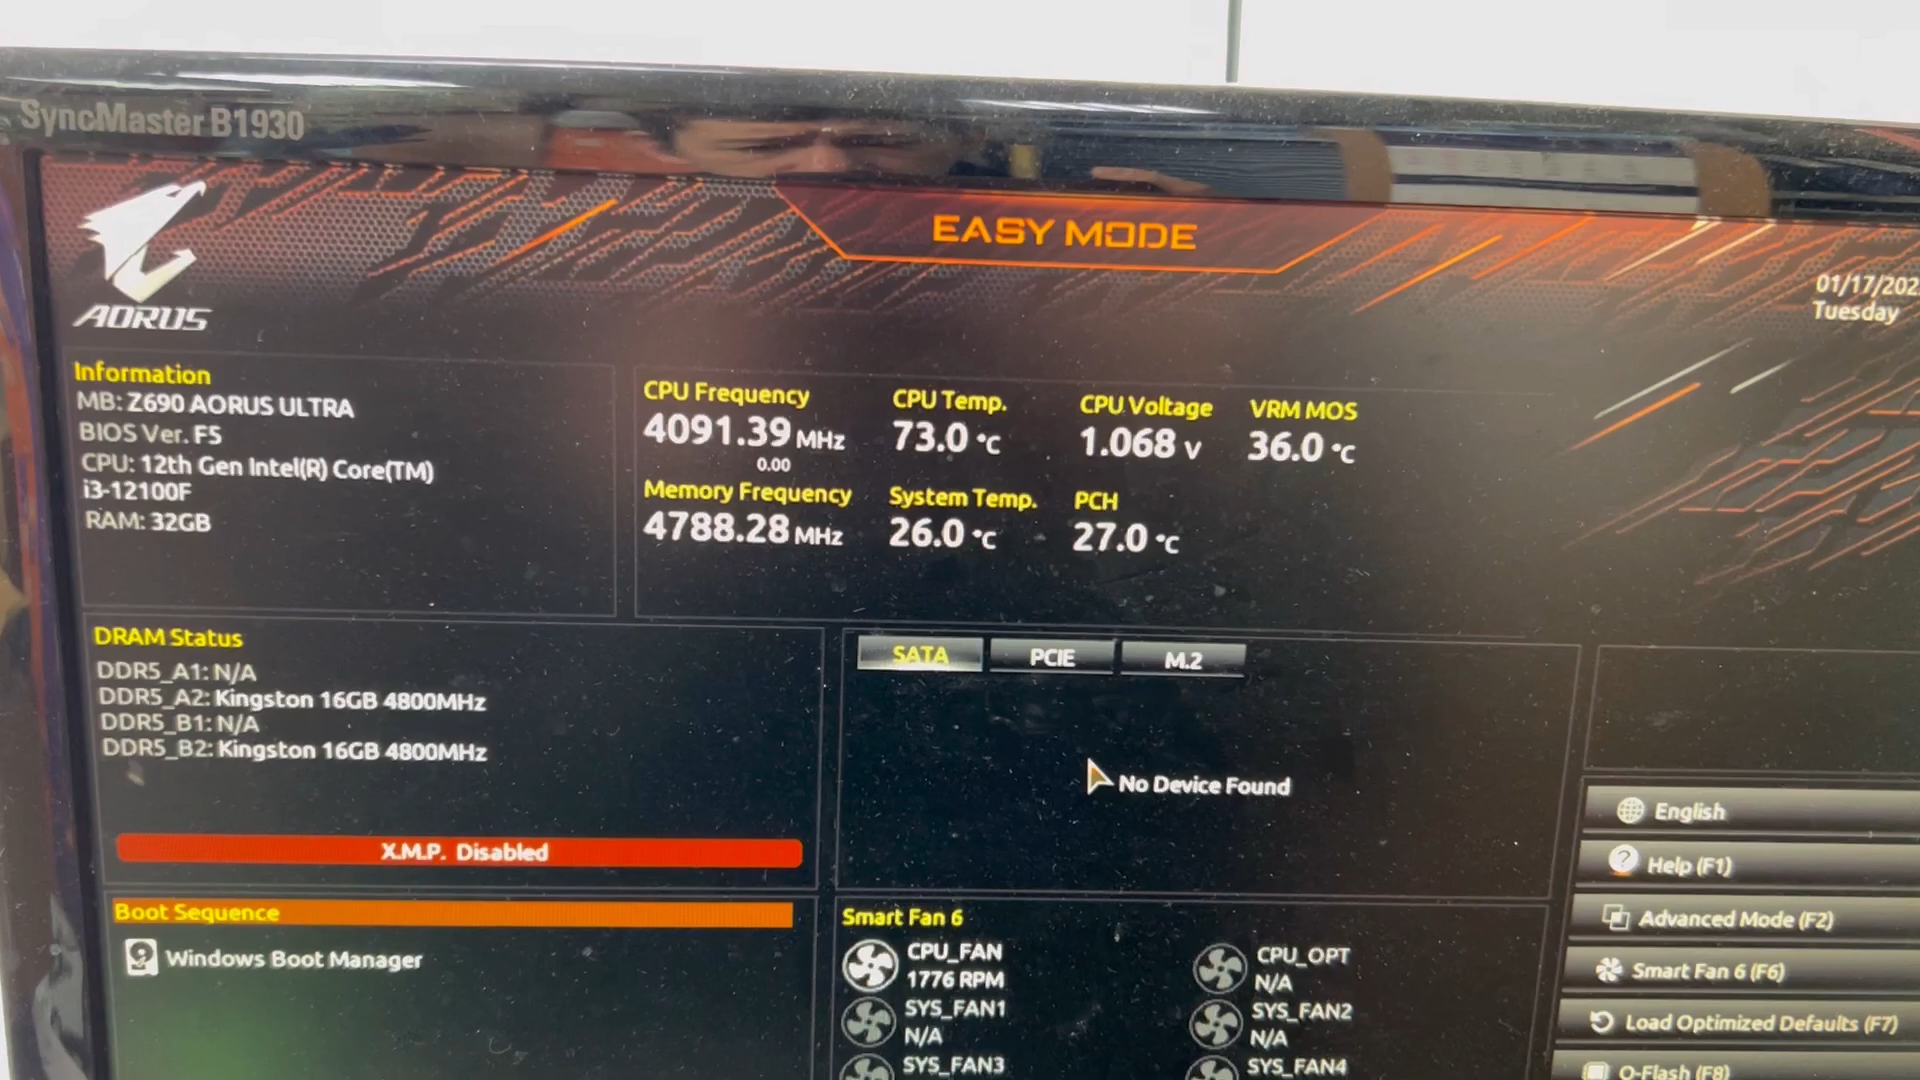 SyncMaster B1930
EASY MODE
AORUS
01/17/202
Tuesday
Information
MB: Z690 AORUS ULTRA
BIOS Ver. F5
CPU: 12th Gen Intel(R) Core(TM)
i3-12100F
RAM: 32GB
CPU Frequency
4091.39 MHz
0.00
CPU Temp.
73.0 °C
CPU Voltage
1.068 V
VRM MOS
36.0 °C
Memory Frequency
4788.28 MHz
System Temp.
26.0 °C
PCH
27.0 °C
DRAM Status
DDR5_A1: N/A
DDR5_A2: Kingston 16GB 4800MHz
DDR5_B1: N/A
DDR5_B2: Kingston 16GB 4800MHz
X.M.P. Disabled
SATA
PCIE
M.2
No Device Found
Boot Sequence
Windows Boot Manager
Smart Fan 6
CPU_FAN
1776 RPM
CPU_OPT
N/A
SYS_FAN1
N/A
SYS_FAN2
N/A
SYS_FAN3
SYS_FAN4
English
Help (F1)
Advanced Mode (F2)
Smart Fan 6 (F6)
Load Optimized Defaults (F7)
Q-Flash (F8)